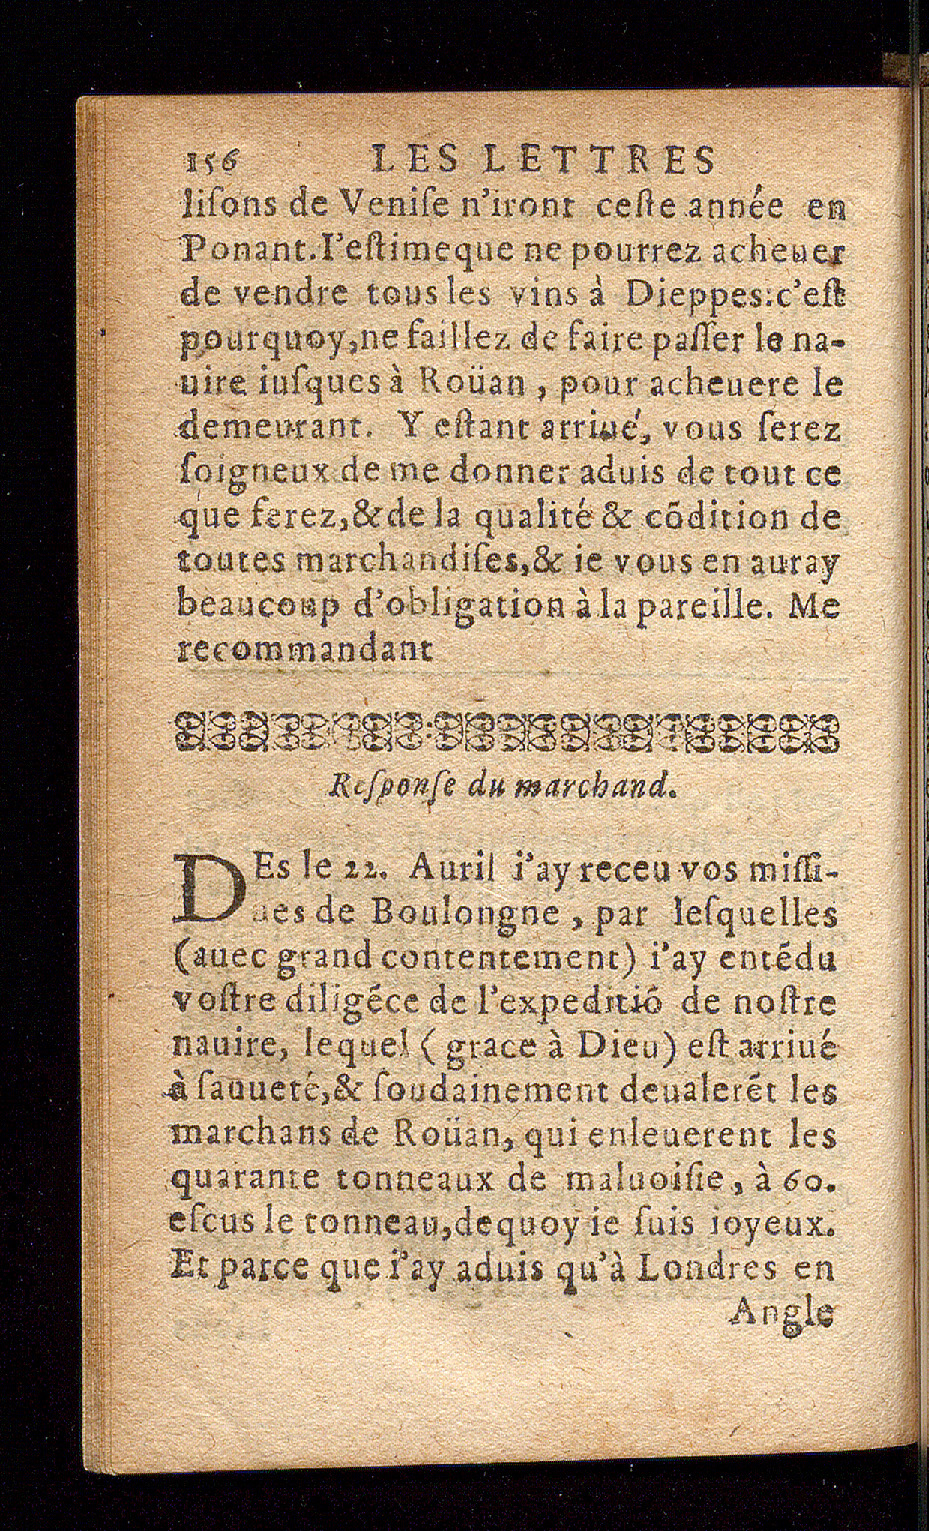 156 LES LETTRES
liſons de Veniſe n'iront ceſte année en
Ponant. I'eſtime que ne pourrez acheuer
de vendre tous les vins à Dieppes: c'eſt
pourquoy, ne faillez de faire paſſer le na-
uire iuſques à Roüan, pour acheuere le
demeurant. Y eſtant arriué, vous ſerez
ſoigneux de me donner aduis de tout ce
que ferez, & de la qualité & cõdition de
toutes marchandiſes, & ie vous en auray
beaucoup d'obligation à la pareille. Me
recommandant
Reſponſe du marchand.
DEs le 22. Auril i'ay receu vos miſſi-
ues de Boulongne, par leſquelles
(auec grand contentement) i'ay entẽdu
voſtre diligẽce de l'expeditiõ de noſtre
nauire, lequel (grace à Dieu) eſt arriué
à ſauueté, & ſoudainement deualerẽt les
marchans de Roüan, qui enleuerent les
quarante tonneaux de maluoiſie, à 60.
eſcus le tonneau, dequoy ie ſuis ioyeux.
Et parce que i'ay aduis qu'à Londres en
Angle